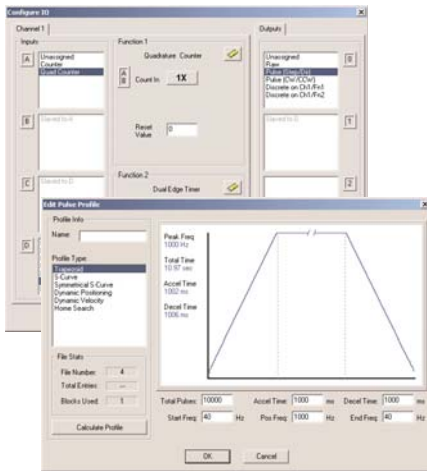 Configure IO
Channel 1
Inputs
A
Unassigned
Counter
Quad Counter
B
Slaved to A
C
Slaved to D
D
Function 1
Quadrature Counter
A
B
Count In
1X
Reset
Value
0
Function 2
Dual Edge Timer
Outputs
Unassigned
Raw
Pulse (Step/Dir)
Pulse (CW/CCW)
Discrete on Ch1/Fn1
Discrete on Ch1/Fn2
0
Slaved to 0
1
2
Edit Pulse Profile
Profile Info
Name:
Profile Type
Trapezoid
S-Curve
Symmetrical S-Curve
Dynamic Positioning
Dynamic Velocity
Home Search
File Stats
File Number: 4
Total Entries: ---
Blocks Used: 1
Calculate Profile
Peak Freq
1000 Hz
Total Time
10.97 sec
Accel Time
1002 ms
Decel Time
1006 ms
Total Pulses: 10000 Accel Time: 1000 ms Decel Time: 1000 ms
Start Freq: 40 Hz Pos Freq: 1000 Hz End Freq: 40 Hz
OK Cancel